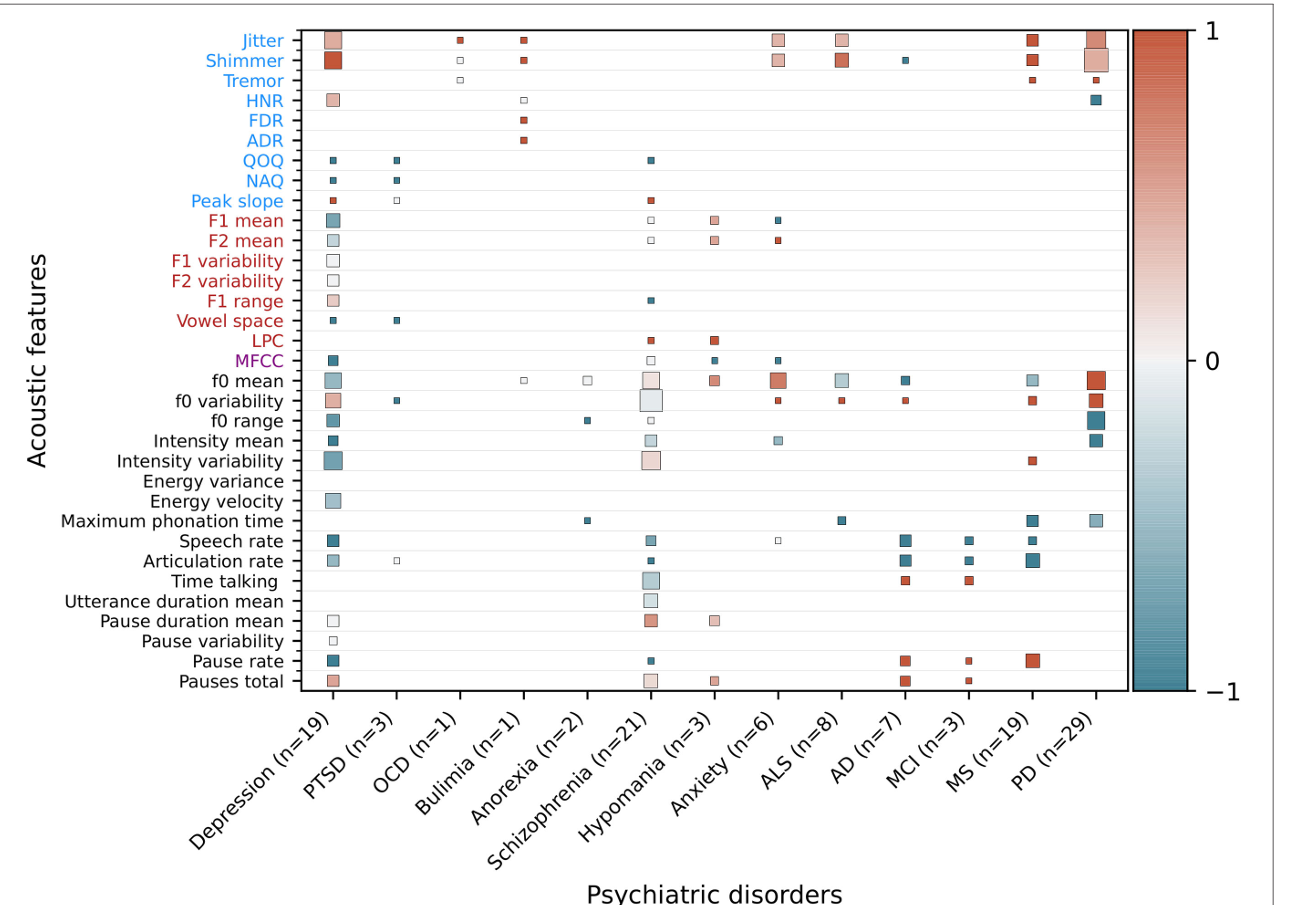 Acoustic features
Jitter
Shimmer
Tremor
HNR
FDR
ADR
QOQ
NAQ
Peak slope
F1 mean
F2 mean
F1 variability
F2 variability
F1 range
Vowel space
LPC
MFCC
f0 mean
f0 variability
f0 range
Intensity mean
Intensity variability
Energy variance
Energy velocity
Maximum phonation time
Speech rate
Articulation rate
Time talking
Utterance duration mean
Pause duration mean
Pause variability
Pause rate
Pauses total
Depression (n=19)
PTSD (n=3)
OCD (n=1)
Bulimia (n=1)
Anorexia (n=2)
Schizophrenia (n=21)
Hypomania (n=3)
Anxiety (n=6)
ALS (n=8)
AD (n=7)
MCI (n=3)
MS (n=19)
PD (n=29)
Psychiatric disorders
1
0
−1